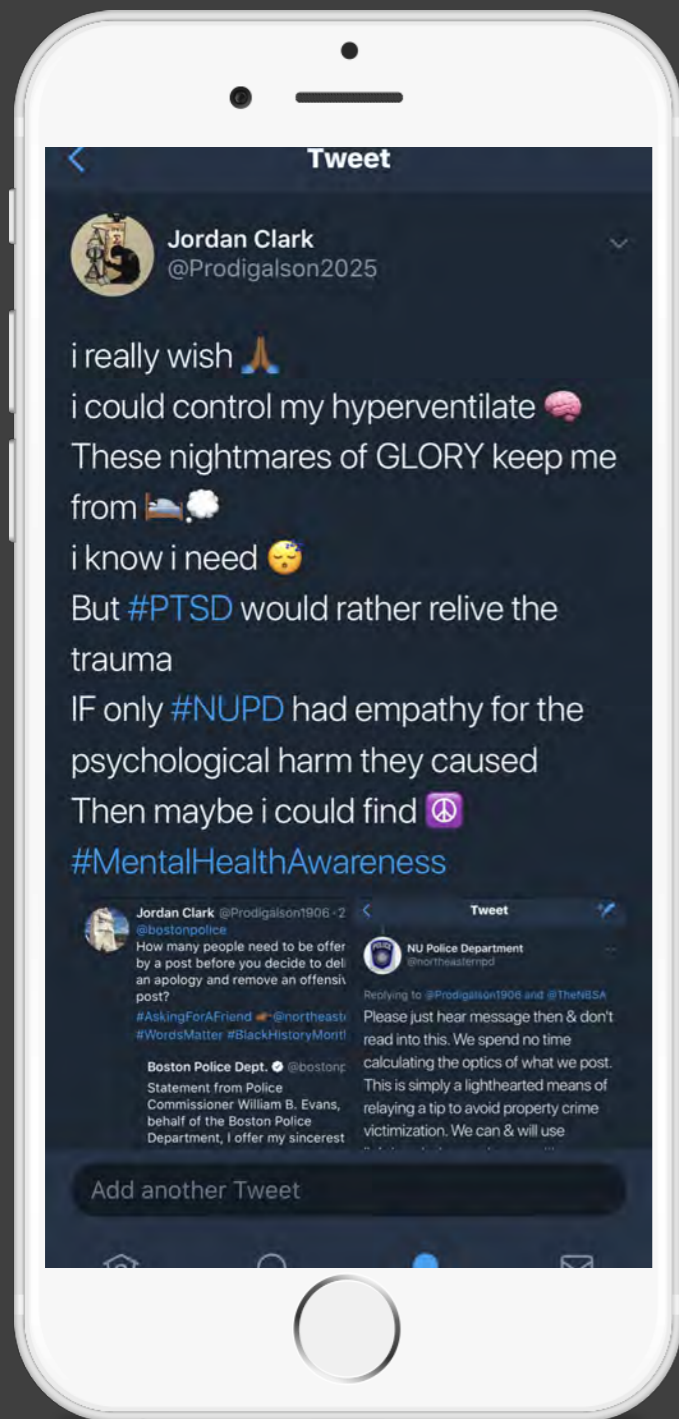 Tweet
Jordan Clark
@Prodigalson2025
i really wish 🙏🏾
i could control my hyperventilate 🧠
These nightmares of GLORY keep me
from 🛌💭
i know i need 😴
But #PTSD would rather relive the
trauma
IF only #NUPD had empathy for the
psychological harm they caused
Then maybe i could find ☮️
#MentalHealthAwareness
Jordan Clark @Prodigalson1906 · 2
@bostonpolice
How many people need to be offen
by a post before you decide to deli
an apology and remove an offensiv
post?
#AskingForAFriend @northeaste
#WordsMatter #BlackHistoryMonth
Boston Police Dept. @bostonp
Statement from Police
Commissioner William B. Evans,
behalf of the Boston Police
Department, I offer my sincerest
Tweet
POLICE
NU Police Department
@northeasternpd
Replying to @Prodigalson1906 and @TheNBSA
Please just hear message then & don't
read into this. We spend no time
calculating the optics of what we post.
This is simply a lighthearted means of
relaying a tip to avoid property crime
victimization. We can & will use
Add another Tweet